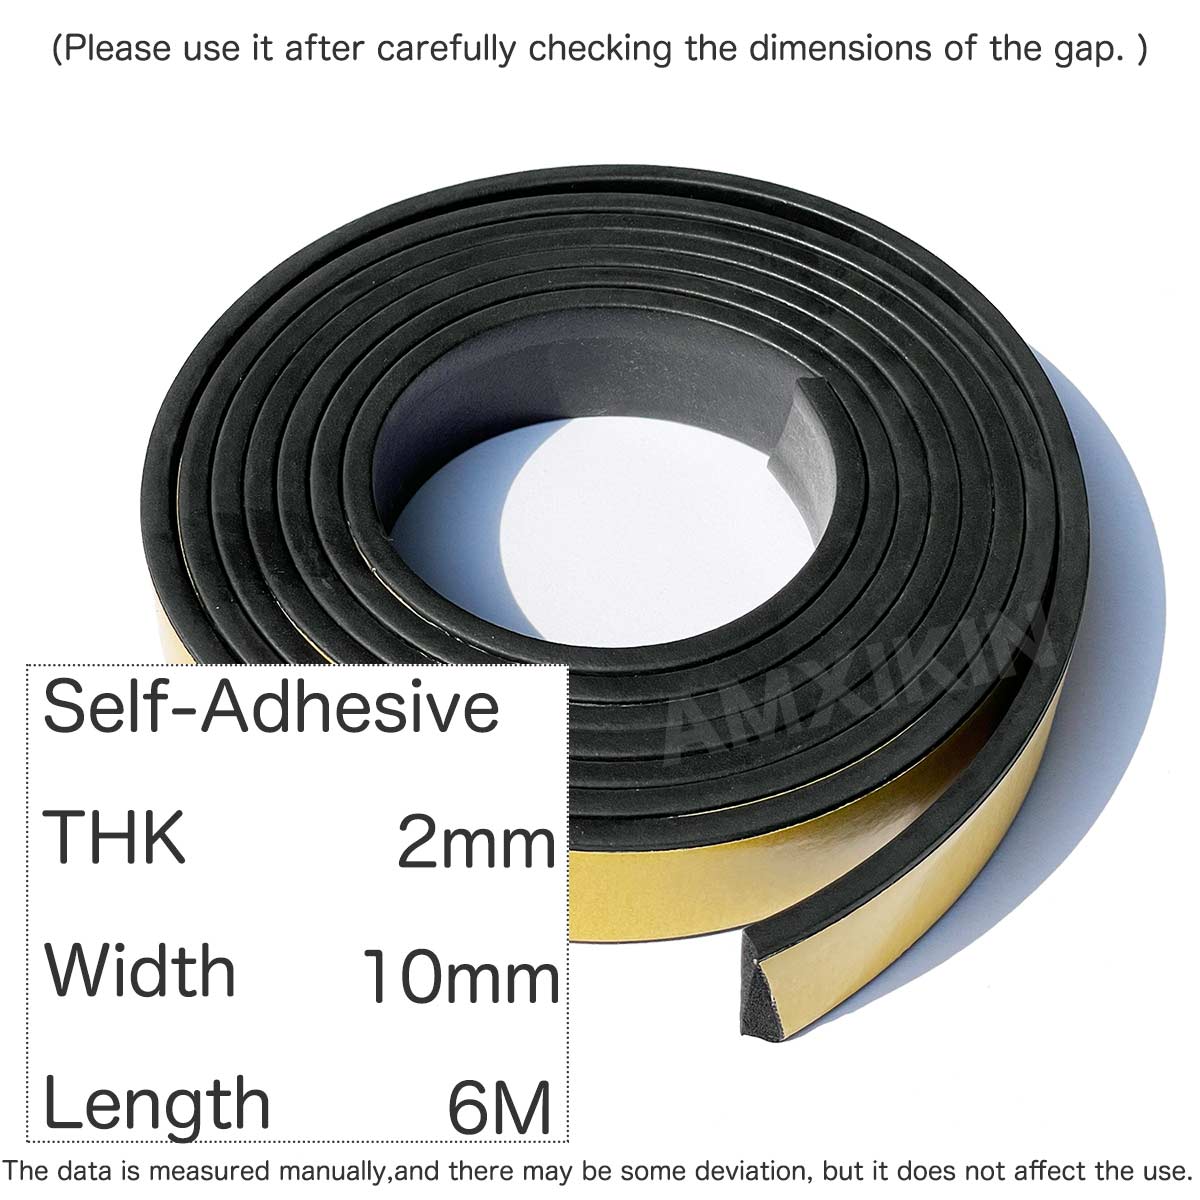 (Please use it after carefully checking the dimensions of the gap. )
AMXIKIN
Self-Adhesive
THK 2mm
Width 10mm
Length 6M
The data is measured manually,and there may be some deviation, but it does not affect the use.